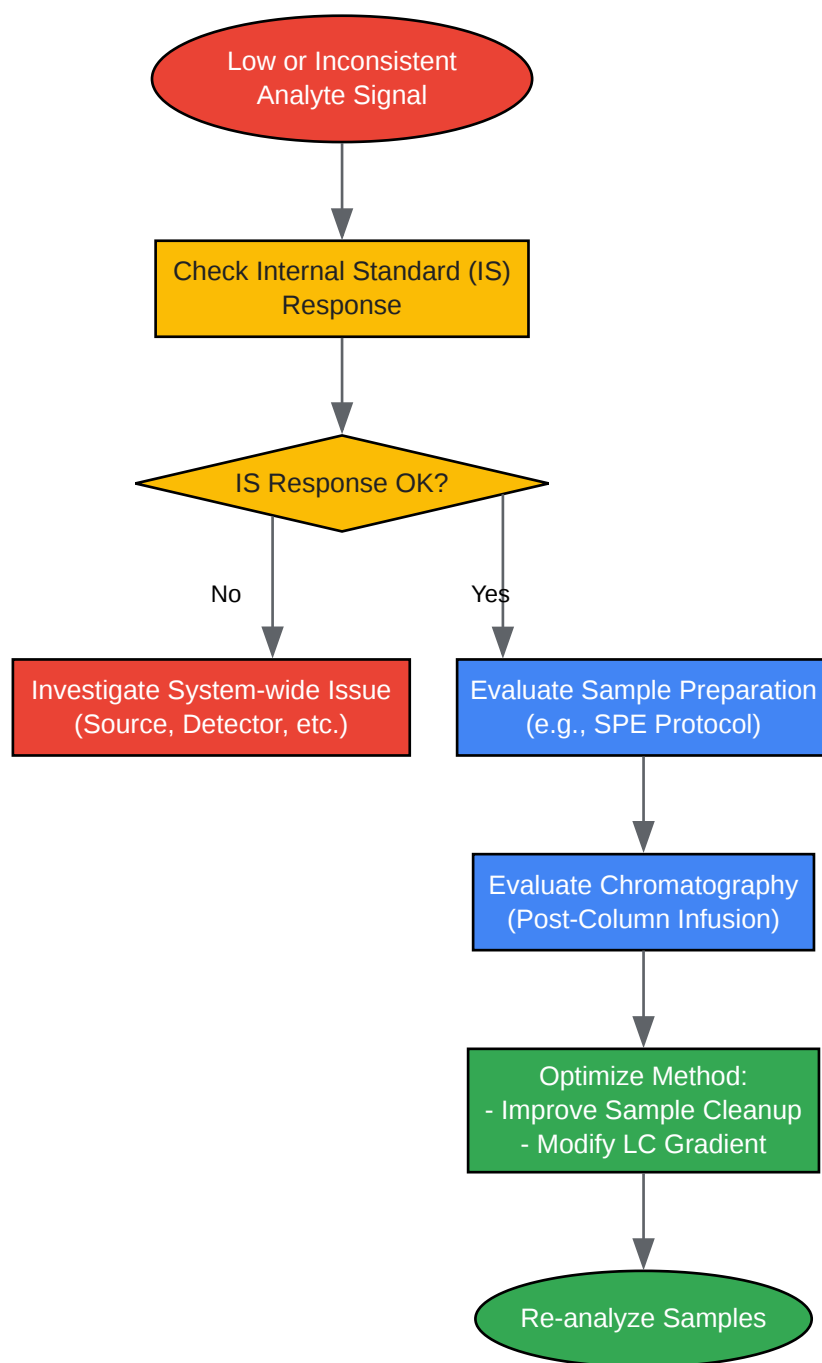 Low or Inconsistent
Analyte Signal
Check Internal Standard (IS)
Response
IS Response OK?
No
Yes
Investigate System-wide Issue
(Source, Detector, etc.)
Evaluate Sample Preparation
(e.g., SPE Protocol)
Evaluate Chromatography
(Post-Column Infusion)
Optimize Method:
- Improve Sample Cleanup
- Modify LC Gradient
Re-analyze Samples